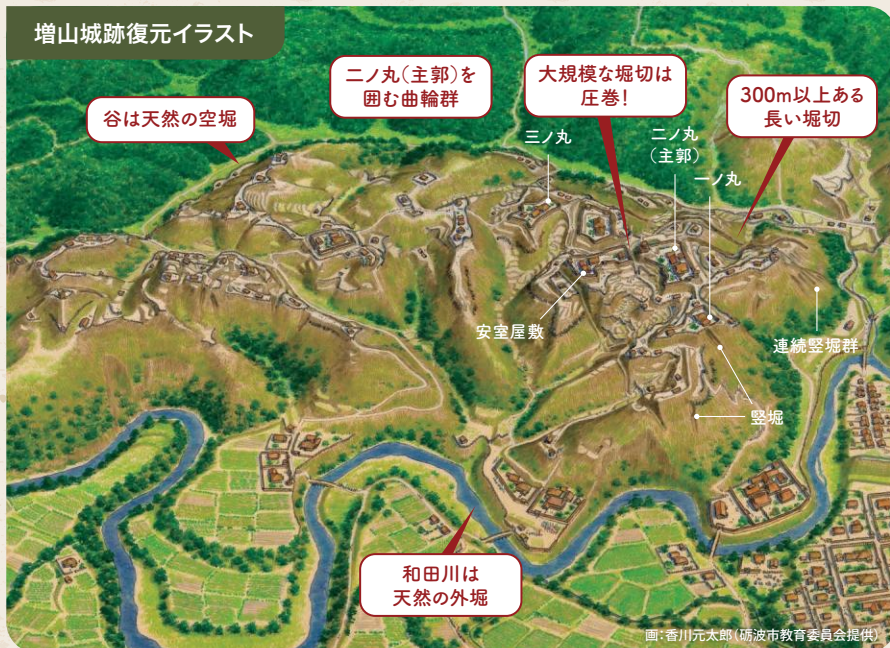 増山城跡復元イラスト
谷は天然の空堀
二ノ丸(主郭)を
囲む曲輪群
大規模な堀切は
圧巻!
300m以上ある
長い堀切
三ノ丸
二ノ丸
(主郭)
一ノ丸
安室屋敷
連続竪堀群
竪堀
和田川は
天然の外堀
画:香川元太郎(砺波市教育委員会提供)